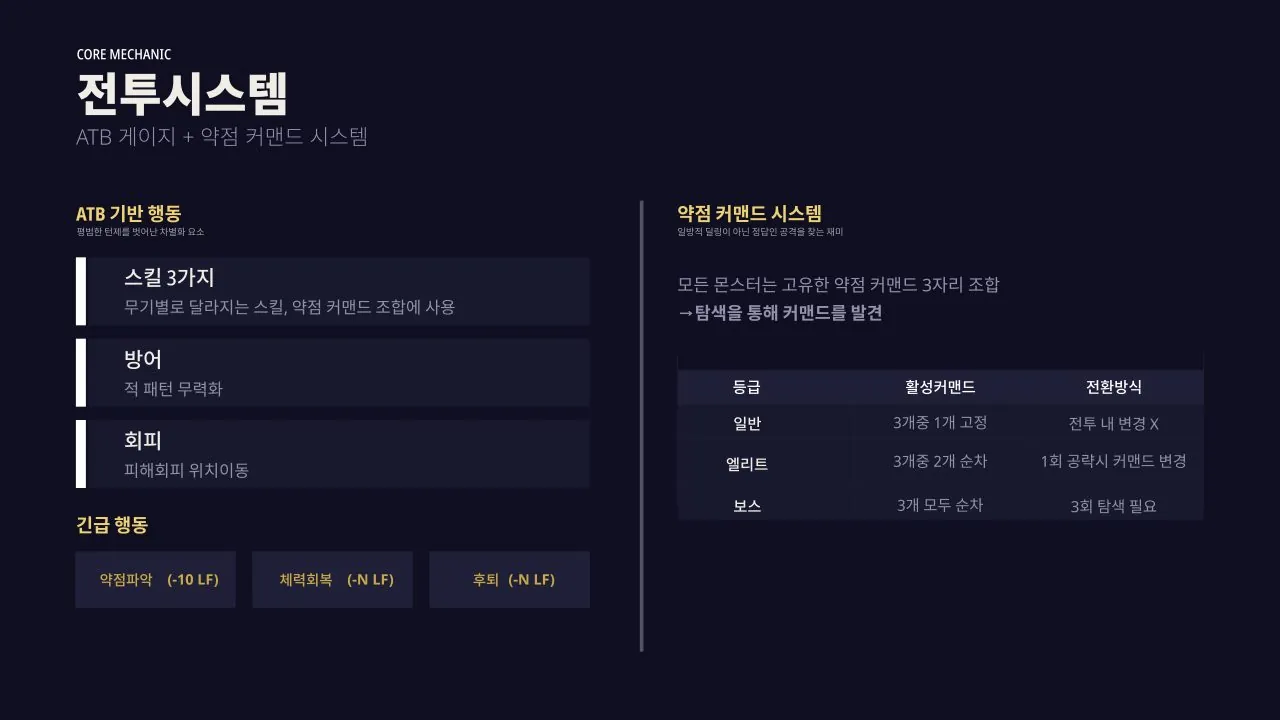 CORE MECHANIC
전투시스템
ATB 게이지 + 약점 커맨드 시스템
ATB 기반 행동
평범한 턴제를 벗어난 차별화 요소
스킬 3가지
무기별로 달라지는 스킬, 약점 커맨드 조합에 사용
방어
적 패턴 무력화
회피
피해회피 위치이동
긴급 행동
약점파악 (-10 LF) 체력회복 (-N LF) 후퇴 (-N LF)
약점 커맨드 시스템
일방적 딜링이 아닌 정답인 공격을 찾는 재미
모든 몬스터는 고유한 약점 커맨드 3자리 조합
→탐색을 통해 커맨드를 발견
등급 활성커맨드 전환방식
일반 3개중 1개 고정 전투 내 변경 X
엘리트 3개중 2개 순차 1회 공략시 커맨드 변경
보스 3개 모두 순차 3회 탐색 필요